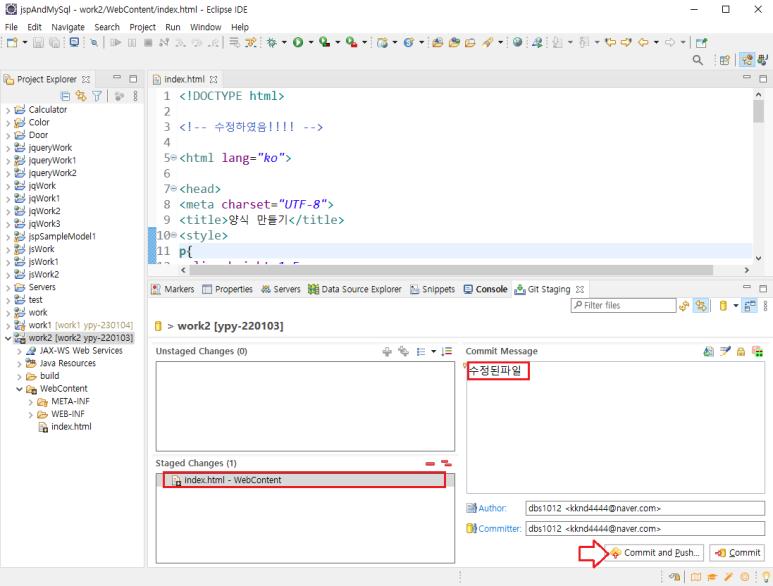 jspAndMySql - work2/WebContent/index.html - Eclipse IDE
File Edit Navigate Search Project Run Window Help
Project Explorer
Calculator
Color
Door
jqueryWork
jqueryWork1
jqueryWork2
jqWork
jqWork1
jqWork2
jqWork3
jspSampleModel1
jsWork
jsWork1
jsWork2
Servers
test
work
work1 [work1 ypy-230104]
work2 [work2 ypy-220103]
JAX-WS Web Services
Java Resources
build
WebContent
META-INF
WEB-INF
index.html
index.html
1 <!DOCTYPE html>
2
3 <!-- 수정하였음!!!! -->
4
5 <html lang="ko">
6
7 <head>
8 <meta charset="UTF-8">
9 <title>양식 만들기</title>
10 <style>
11 p{
Markers Properties Servers Data Source Explorer Snippets Console Git Staging
Filter files
> work2 [ypy-220103]
Unstaged Changes (0)
Staged Changes (1)
index.html - WebContent
Commit Message
수정된파일
Author: dbs1012 <kknd4444@naver.com>
Committer: dbs1012 <kknd4444@naver.com>
Commit and Push... Commit